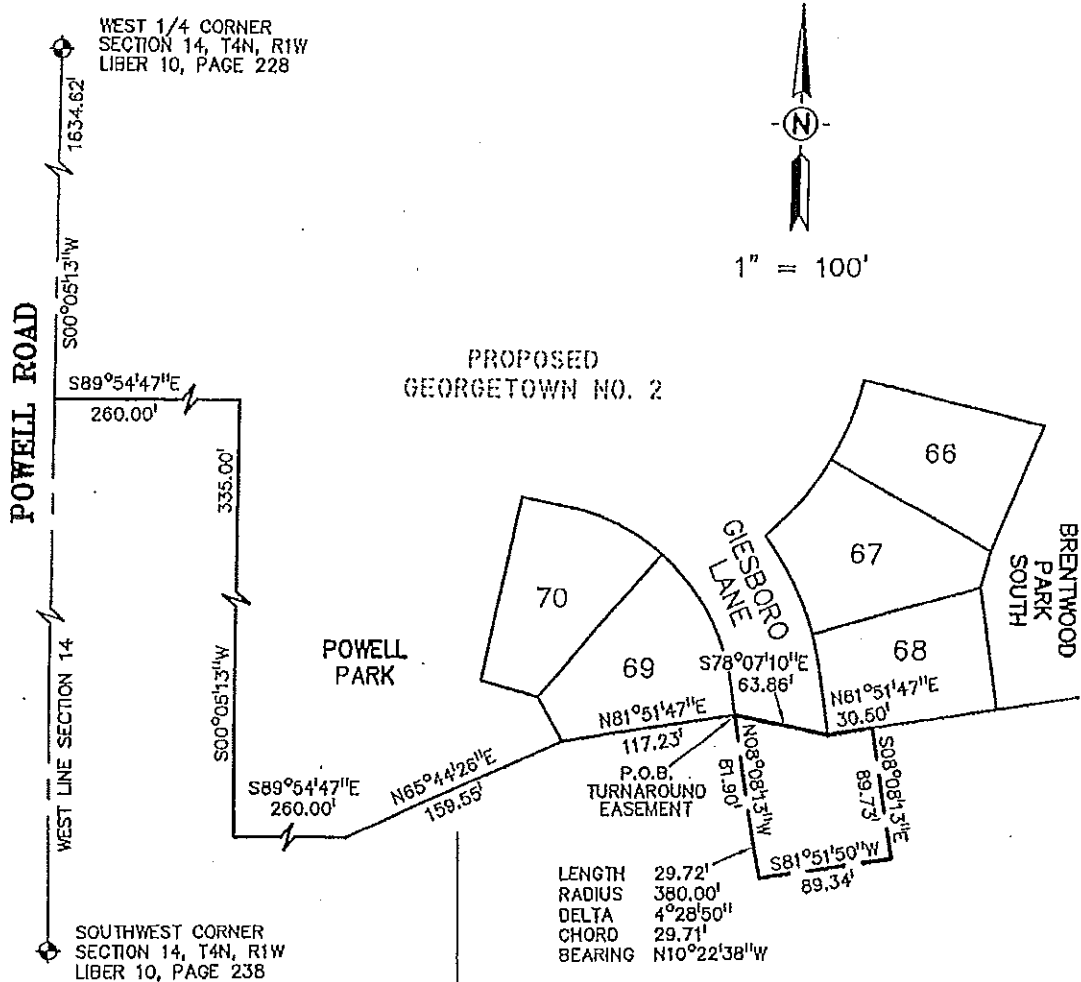 WEST 1/4 CORNER
SECTION 14, T4N, R1W
LIBER 10, PAGE 228
1634.62'
N
1" = 100'
S00°05'13"W
POWELL ROAD
PROPOSED
GEORGETOWN NO. 2
S89°54'47"E
260.00'
335.00'
S00°05'13"W
WEST LINE SECTION 14
66
67
68
GIESBORO
LANE
BRENTWOOD
PARK
SOUTH
70
69
POWELL
PARK
S78°07'10"E
63.86'
N81°51'47"E
30.50'
N81°51'47"E
117.23'
N65°44'26"E
159.55'
S89°54'47"E
260.00'
P.O.B.
TURNAROUND
EASEMENT
N08°08'13"W
81.90'
S08°08'13"E
89.73'
S81°51'50"W
89.34'
LENGTH 29.72'
RADIUS 380.00'
DELTA 4°28'50"
CHORD 29.71'
BEARING N10°22'38"W
SOUTHWEST CORNER
SECTION 14, T4N, R1W
LIBER 10, PAGE 238